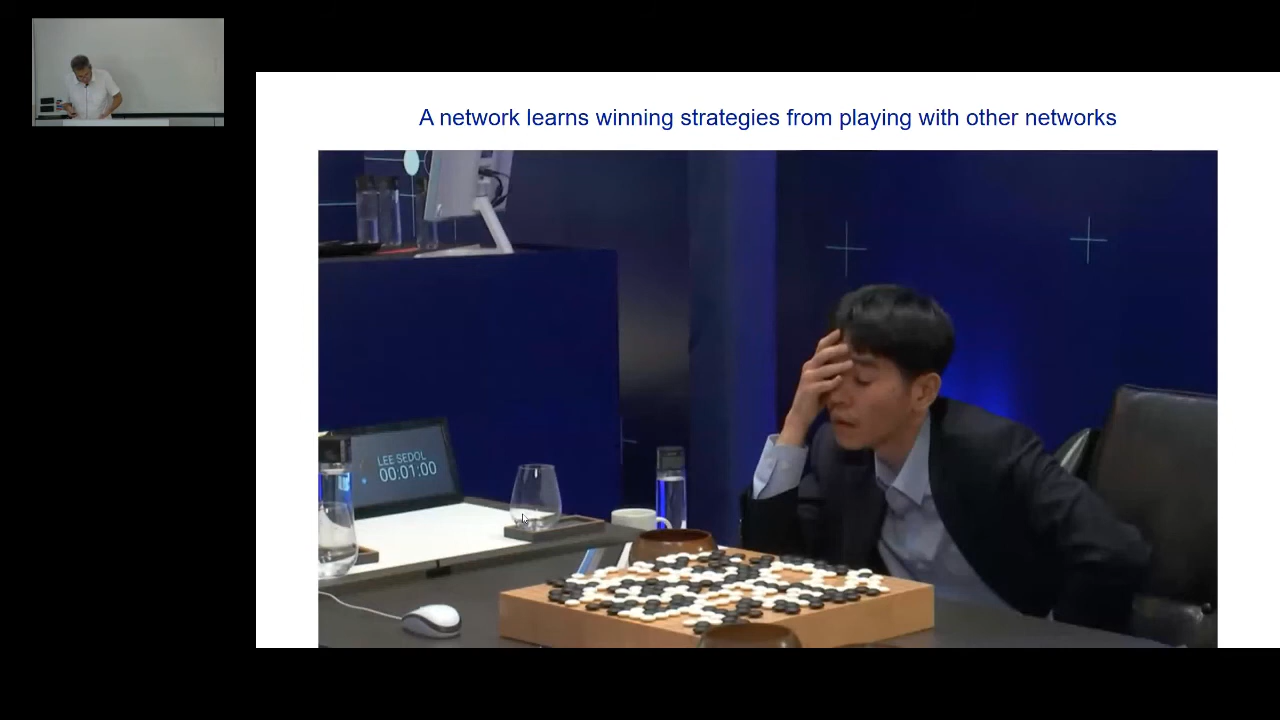 A network learns winning strategies from playing with other networks
LEE SEDOL
00:01:00